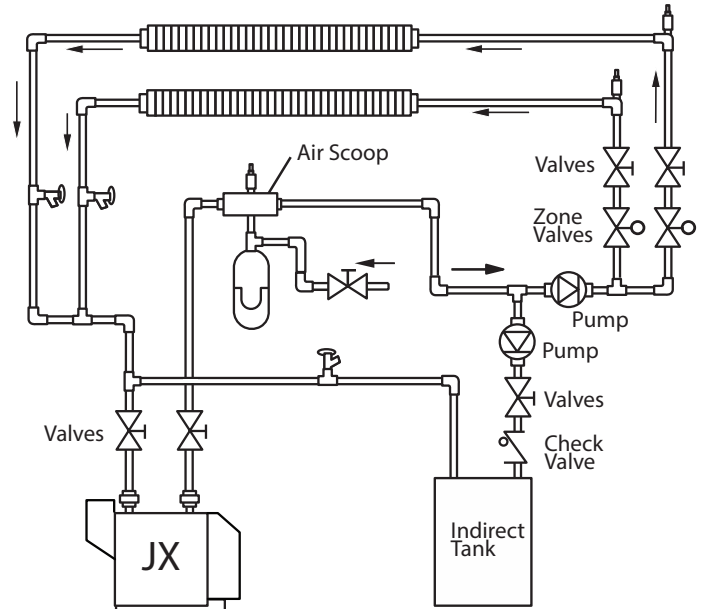 Air Scoop
Valves
Zone
Valves
Pump
Pump
Valves
Valves
Check
Valve
Indirect
Tank
JX